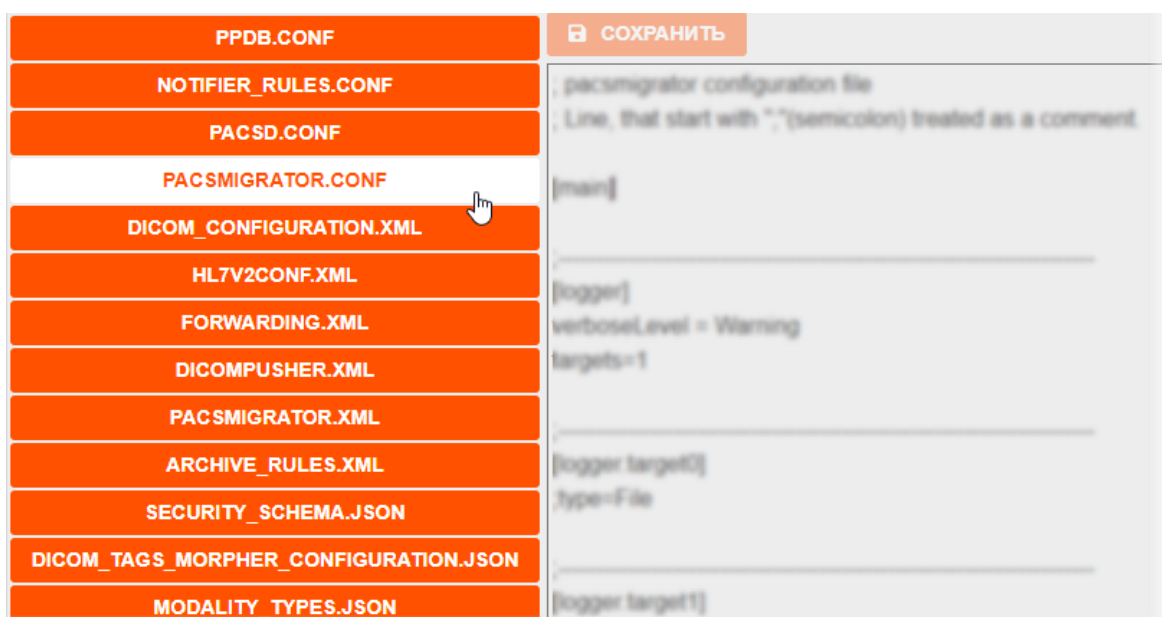 PPDB.CONF
NOTIFIER_RULES.CONF
PACSD.CONF
PACSMIGRATOR.CONF
DICOM_CONFIGURATION.XML
HL7V2CONF.XML
FORWARDING.XML
DICOMPUSHER.XML
PACSMIGRATOR.XML
ARCHIVE_RULES.XML
SECURITY_SCHEMA.JSON
DICOM_TAGS_MORPHER_CONFIGURATION.JSON
MODALITY_TYPES.JSON
СОХРАНИТЬ
; pacsmigrator configuration file
; Line, that start with ";"(semicolon) treated as a comment.
[main]
[logger]
verboseLevel = Warning
targets=1
[logger.target0]
;type=File
[logger.target1]